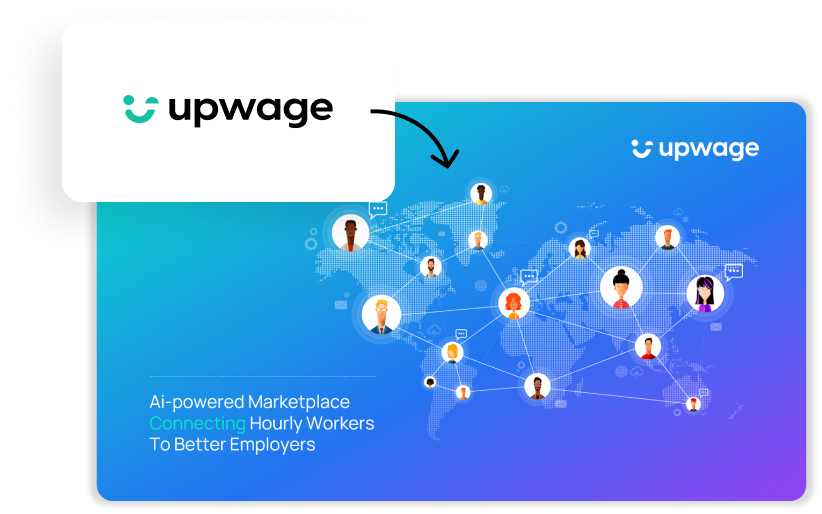 upwage
upwage
Ai-powered Marketplace
Connecting Hourly Workers
To Better Employers